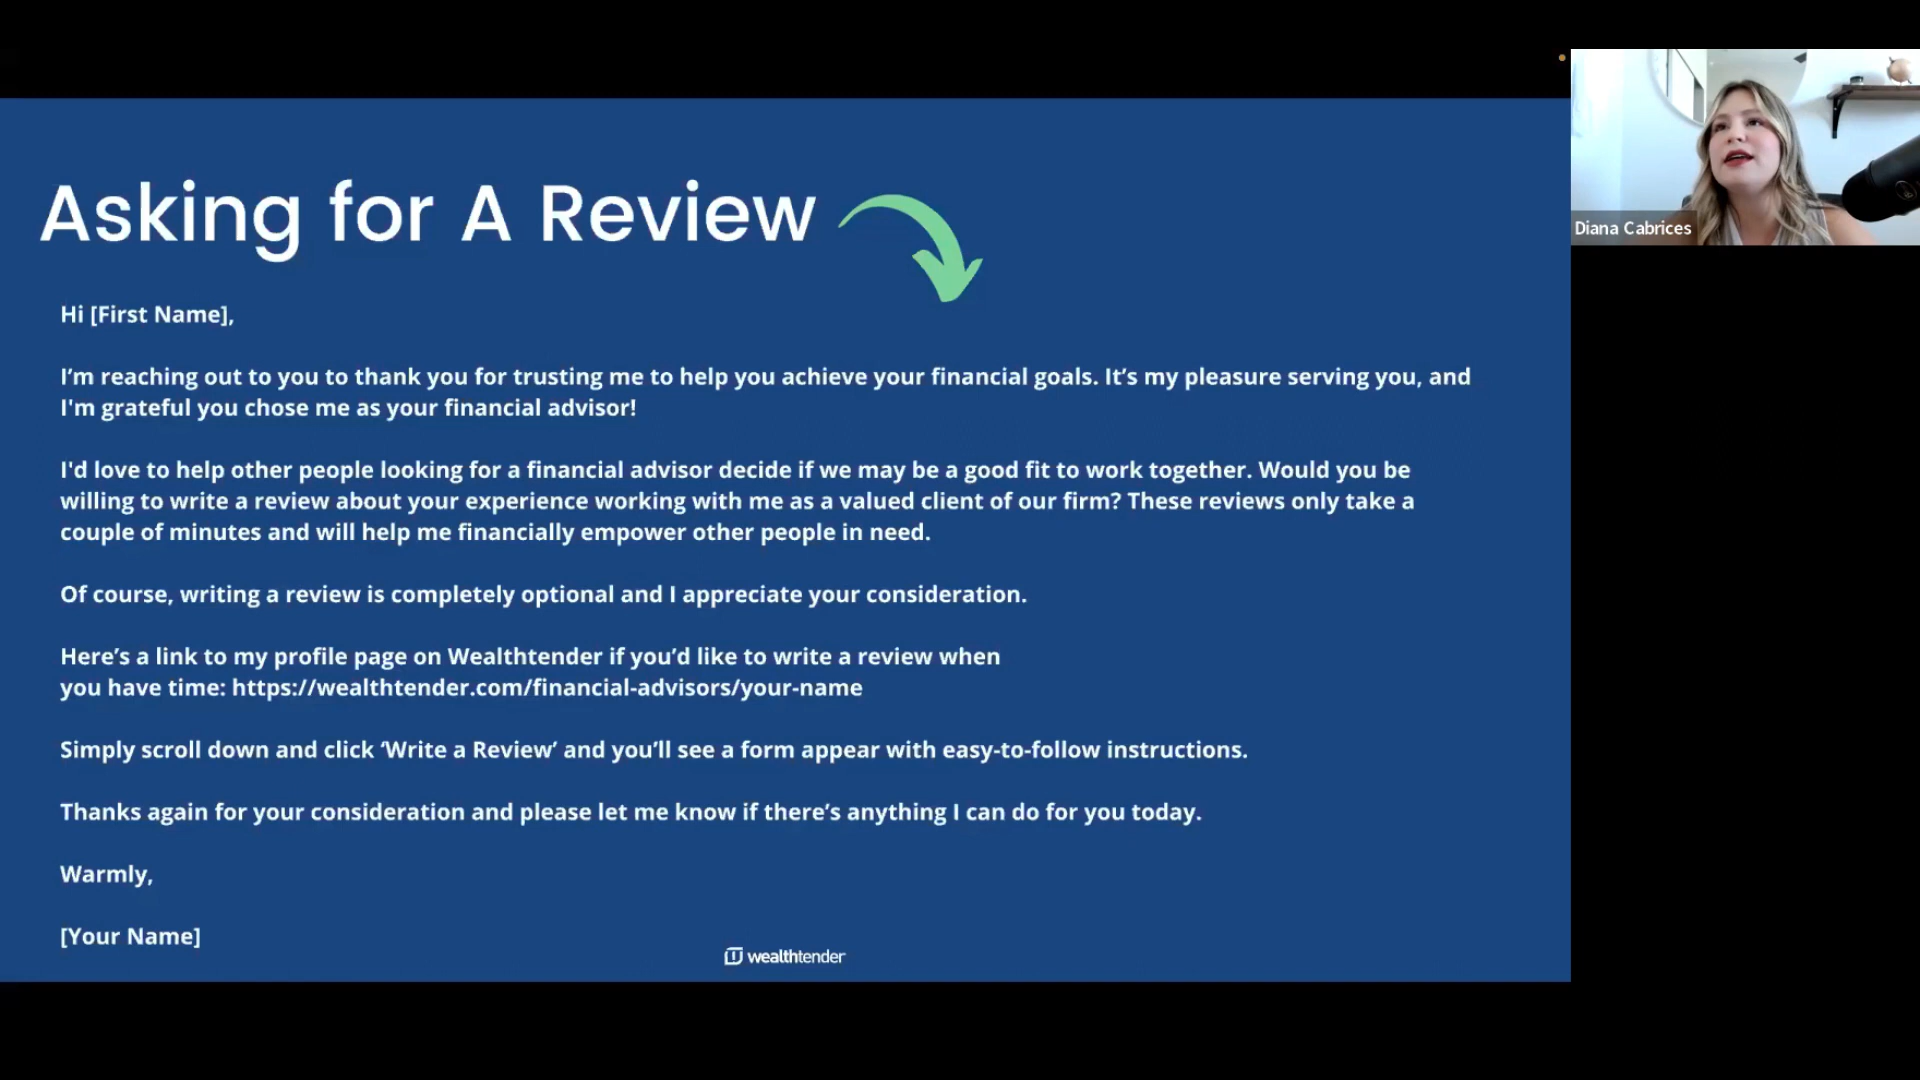 Asking for A Review
Diana Cabrices
Hi [First Name],
I’m reaching out to you to thank you for trusting me to help you achieve your financial goals. It’s my pleasure serving you, and
I'm grateful you chose me as your financial advisor!
I'd love to help other people looking for a financial advisor decide if we may be a good fit to work together. Would you be
willing to write a review about your experience working with me as a valued client of our firm? These reviews only take a
couple of minutes and will help me financially empower other people in need.
Of course, writing a review is completely optional and I appreciate your consideration.
Here’s a link to my profile page on Wealthtender if you’d like to write a review when
you have time: https://wealthtender.com/financial-advisors/your-name
Simply scroll down and click ‘Write a Review’ and you’ll see a form appear with easy-to-follow instructions.
Thanks again for your consideration and please let me know if there’s anything I can do for you today.
Warmly,
[Your Name]
wealthtender